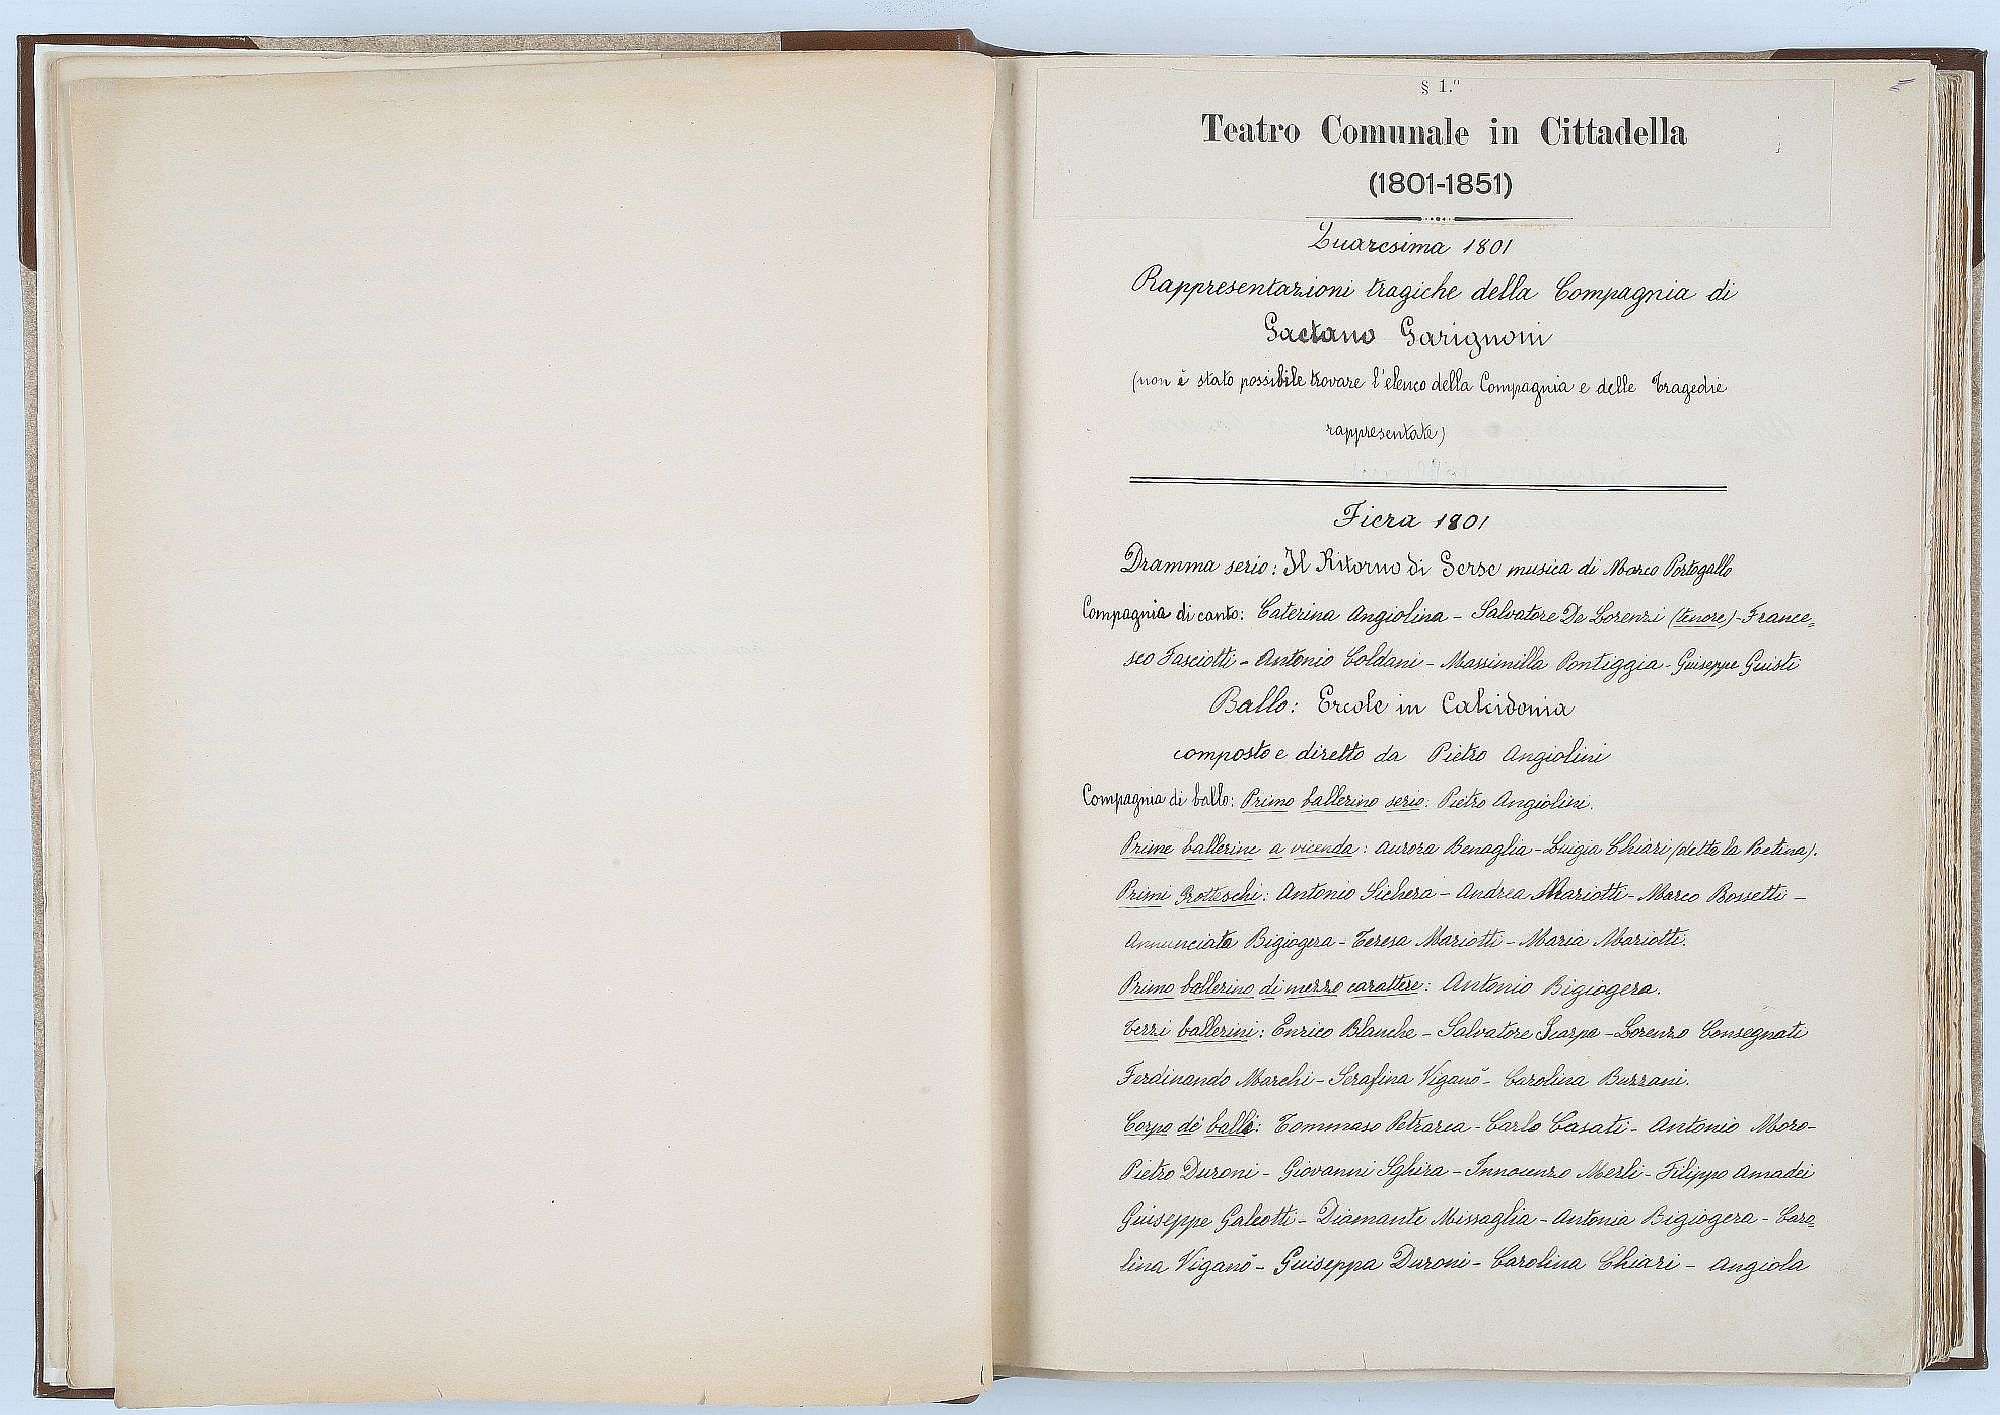 § 1.º
Teatro Comunale in Cittadella
(1801-1851)
Quaresima 1801
Rappresentazioni tragiche della Compagnia di
Gaetano Garignoni
(non è stato possibile trovare l'elenco della Compagnia e delle Tragedie
rappresentate)
Fiera 1801
Dramma serio: Il Ritorno di Serse musica di Marco Portogallo
Compagnia di canto: Caterina Angiolina - Salvatore De Lorenzi (tenore) - France=
sco Fasciotti - Antonio Coldani - Massimilla Pontiggia - Giuseppe Giusti
Ballo: Ercole in Calcidonia
composto e diretto da Pietro Angiolini
Compagnia di ballo: Primo ballerino serio: Pietro Angiolini.
Prime ballerine a vicenda: Aurora Benaglia - Luigia Chiari (detta la Poetina).
Primi Grotteschi: Antonio Sichera - Andrea Mariotti - Marco Bossetti -
Annunciata Bigiogera - Teresa Mariotti - Maria Mariotti.
Primo ballerino di mezzo carattere: Antonio Bigiogera.
Terzi ballerini: Enrico Blanche - Salvatore Scarpa - Lorenzo Consegnati
Ferdinando Marchi - Serafina Viganò - Carolina Buzzani.
Corpo de' balli: Tommaso Petrarca - Carlo Casati - Antonio Moro -
Pietro Duroni - Giovanni Sghira - Innocenzo Merli - Filippo Amadei
Giuseppe Galeotti - Diamante Missaglia - Antonia Bigiogera - Caro=
lina Viganò - Giuseppa Duroni - Carolina Chiari - Angiola